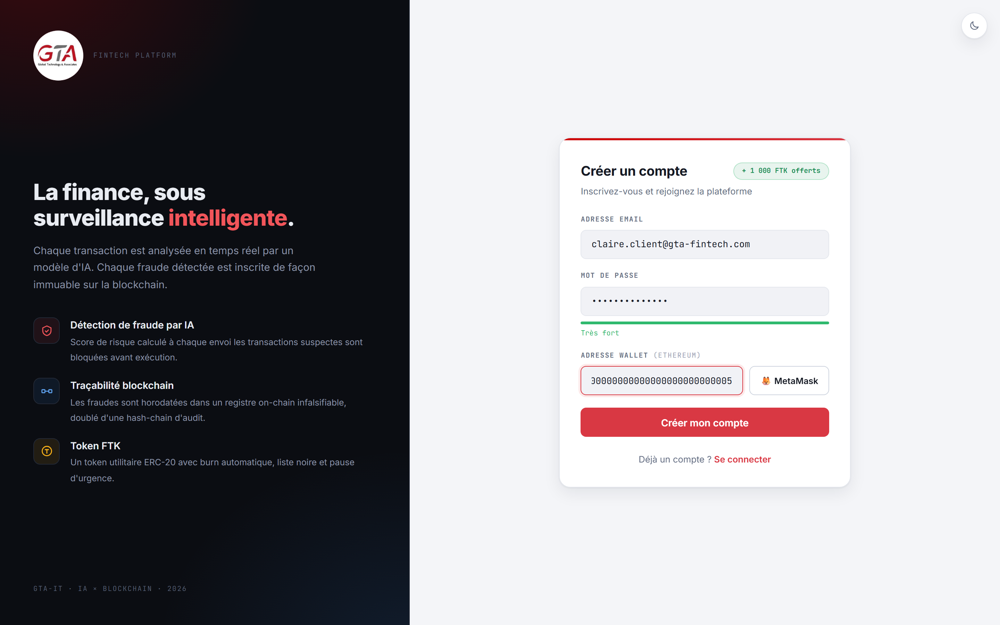 GTA
Global Technology & Associates
FINTECH PLATFORM
La finance, sous
surveillance intelligente.
Chaque transaction est analysée en temps réel par un
modèle d'IA. Chaque fraude détectée est inscrite de façon
immuable sur la blockchain.
Détection de fraude par IA
Score de risque calculé à chaque envoi les transactions suspectes sont
bloquées avant exécution.
Traçabilité blockchain
Les fraudes sont horodatées dans un registre on-chain infalsifiable,
doublé d'une hash-chain d'audit.
Token FTK
Un token utilitaire ERC-20 avec burn automatique, liste noire et pause
d'urgence.
GTA-IT · IA × BLOCKCHAIN · 2026
Créer un compte
+ 1 000 FTK offerts
Inscrivez-vous et rejoignez la plateforme
ADRESSE EMAIL
claire.client@gta-fintech.com
MOT DE PASSE
••••••••••••••
Très fort
ADRESSE WALLET (ETHEREUM)
MetaMask
Créer mon compte
Déjà un compte ? Se connecter